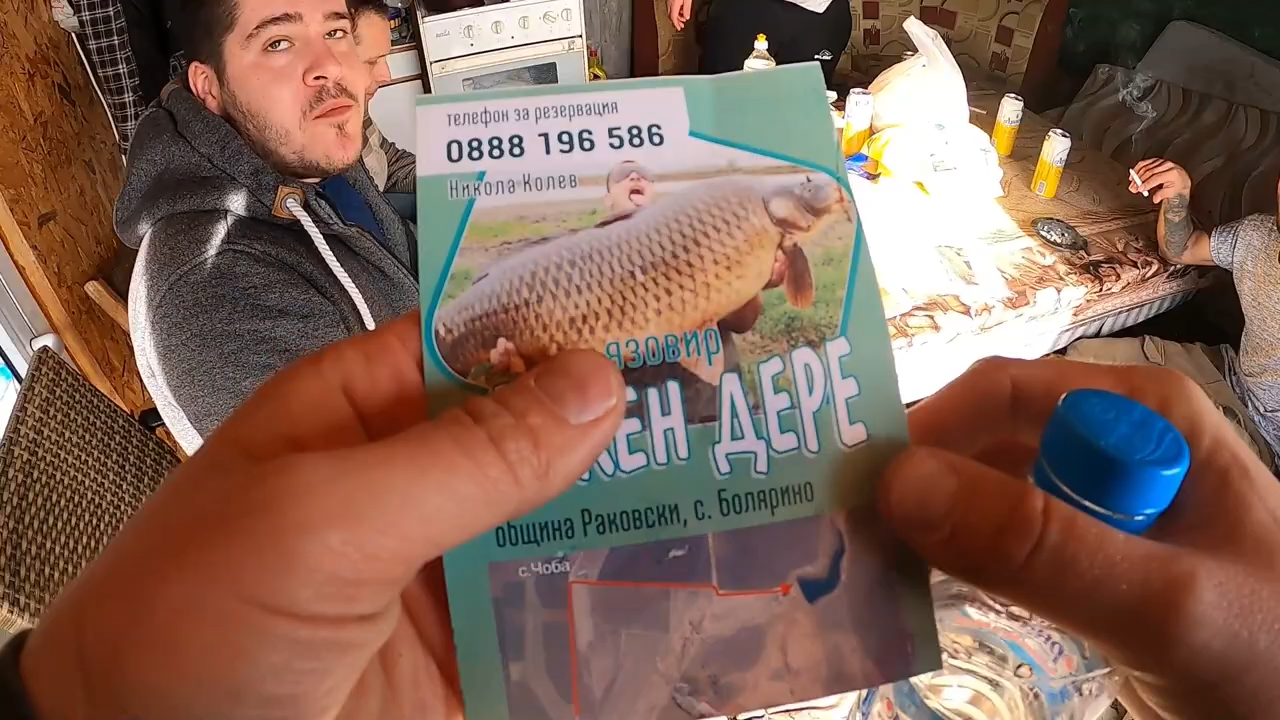 телефон за резервация
0888 196 586
Никола Колев
язовир
ДЕРЕ
община Раковски, с. Болярино
с.Чоба